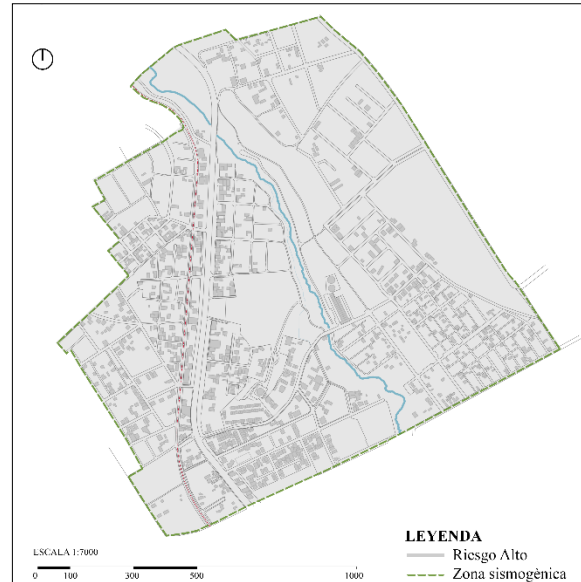 ESCALA 1:7000
0 100 300 500 1000
LEYENDA
Riesgo Alto
Zona sismogènica